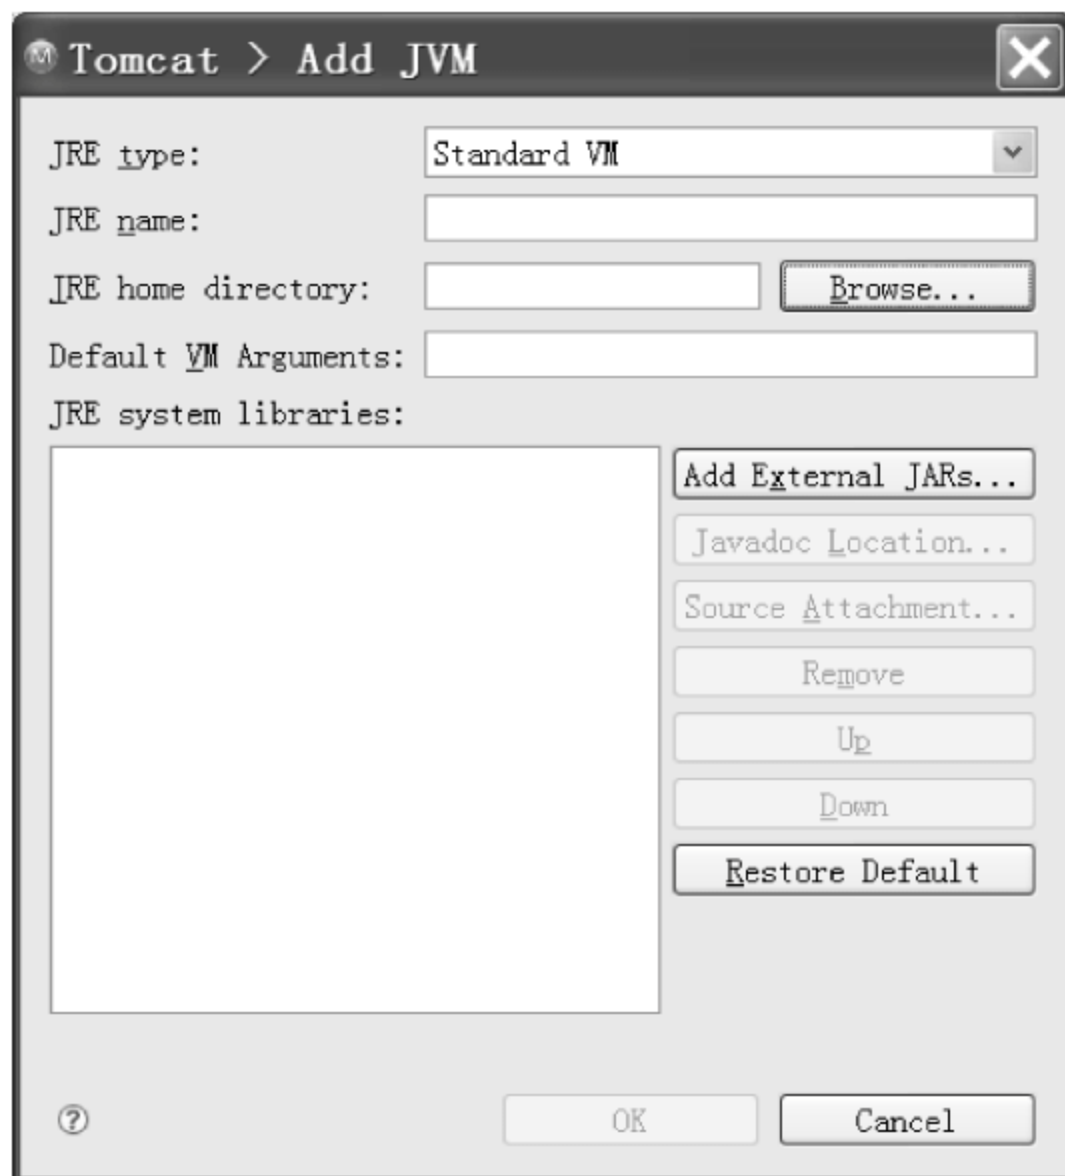 Tomcat > Add JVM
JRE type:
Standard VM
JRE name:
JRE home directory:
Browse...
Default VM Arguments:
JRE system libraries:
Add External JARs...
Javadoc Location...
Source Attachment...
Remove
Up
Down
Restore Default
?
OK
Cancel